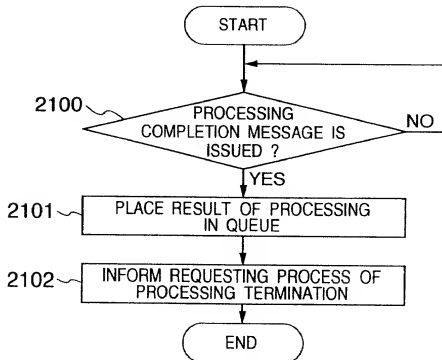 START
2100
PROCESSING
COMPLETION MESSAGE IS
ISSUED ?
NO
YES
2101
PLACE RESULT OF PROCESSING
IN QUEUE
2102
INFORM REQUESTING PROCESS OF
PROCESSING TERMINATION
END